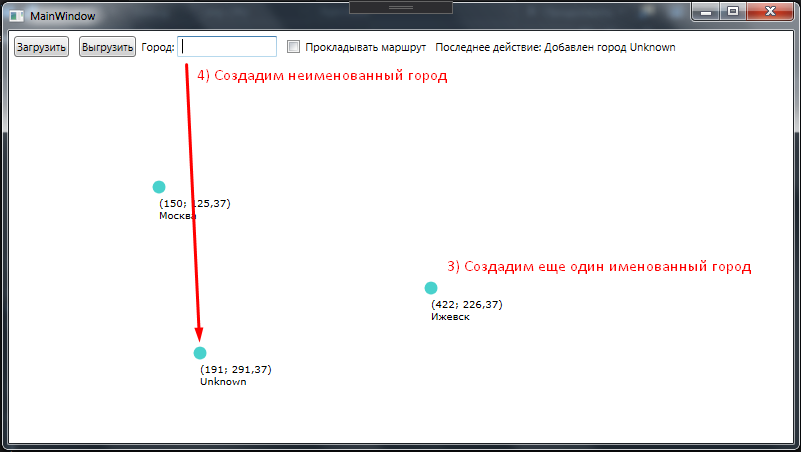 MainWindow
Загрузить Выгрузить Город: Прокладывать маршрут Последнее действие: Добавлен город Unknown
4) Создадим неименованный город
(150; 125,37)
Москва
3) Создадим еще один именованный город
(422; 226,37)
Ижевск
(191; 291,37)
Unknown